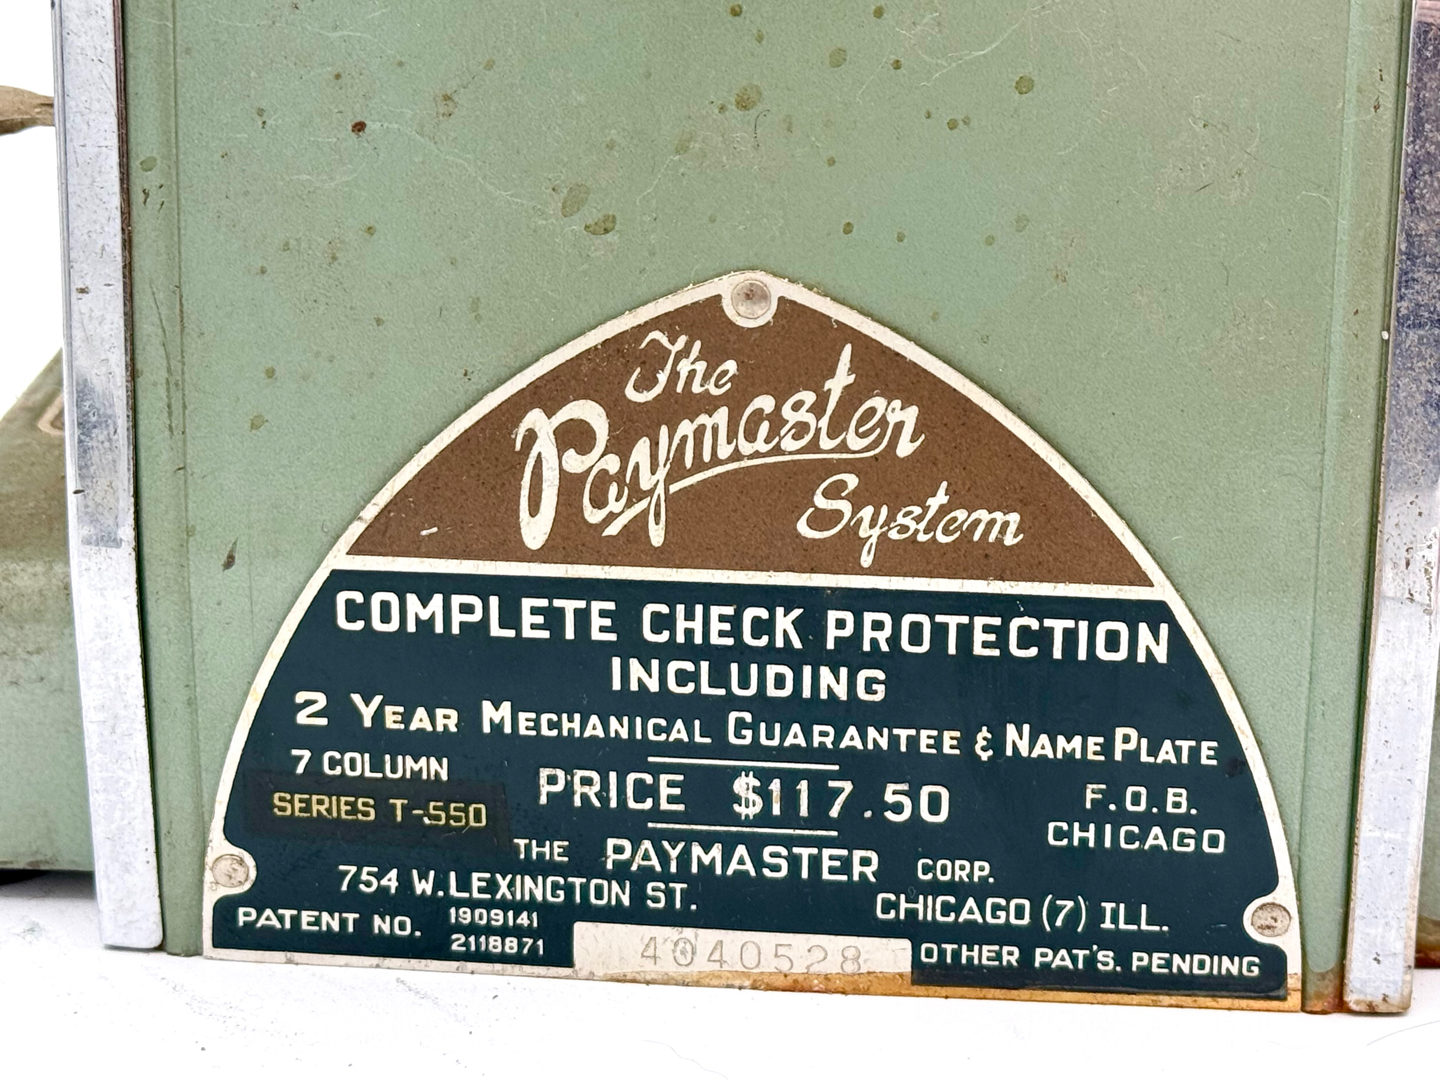 The
Paymaster
System
COMPLETE CHECK PROTECTION
INCLUDING
2 YEAR MECHANICAL GUARANTEE & NAME PLATE
7 COLUMN
SERIES T-550
PRICE $117.50
F.O.B.
CHICAGO
THE PAYMASTER CORP.
754 W. LEXINGTON ST.
CHICAGO (7) ILL.
PATENT NO. 1909141
2118871
4040528
OTHER PAT'S. PENDING